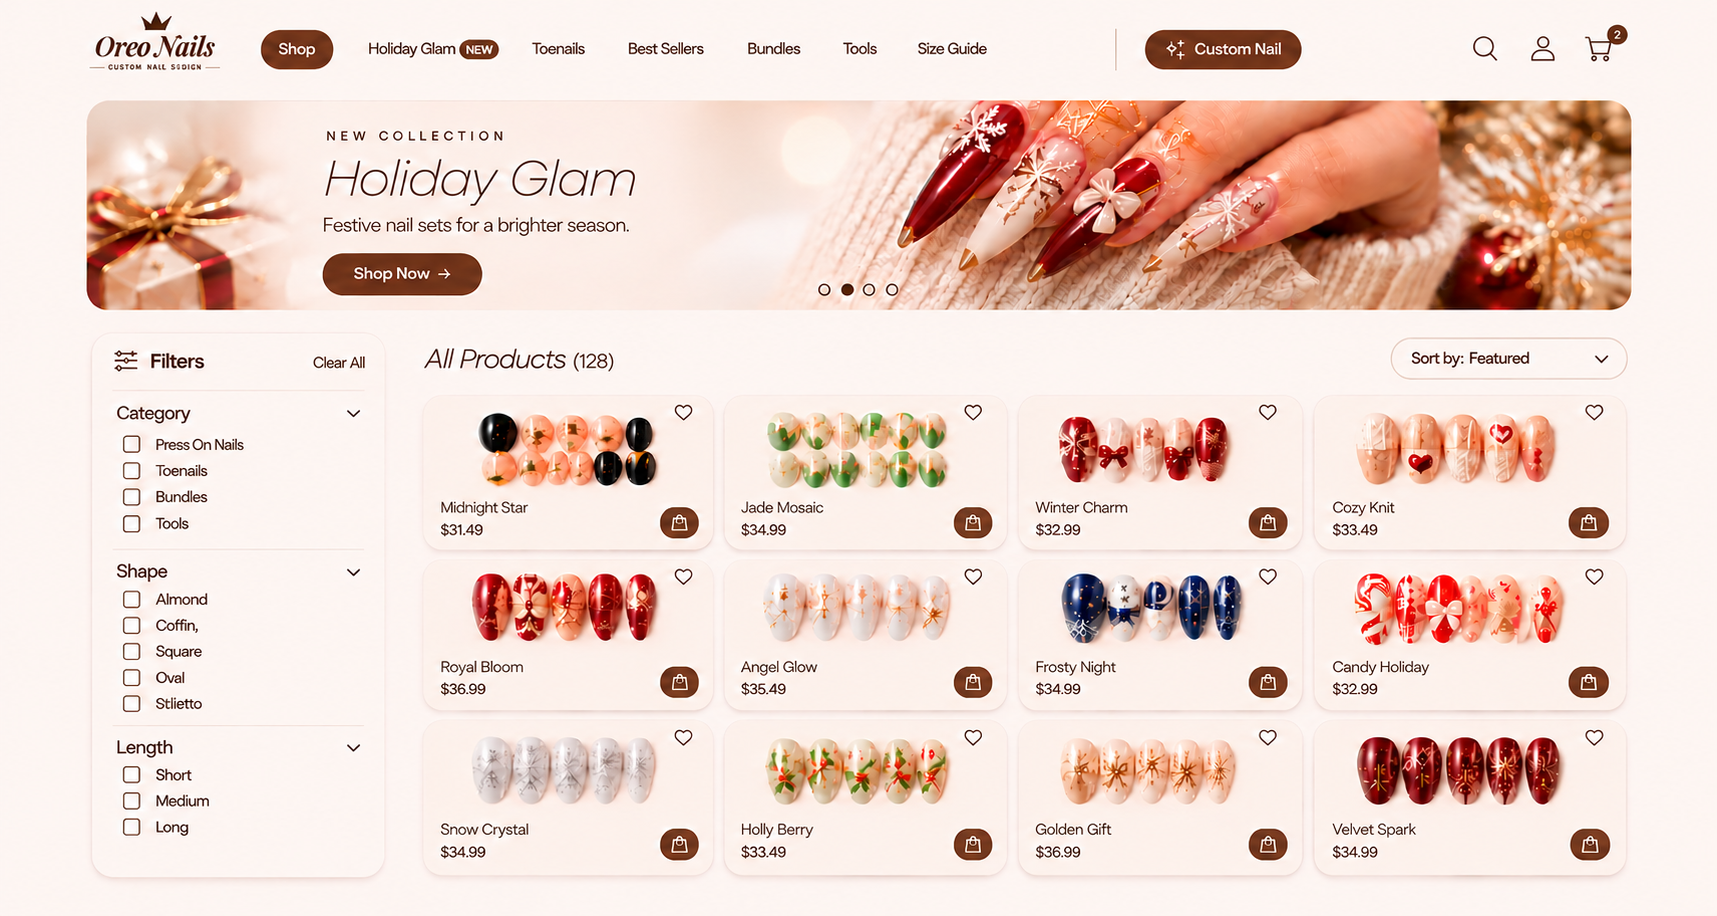 Oreo Nails
CUSTOM NAIL SƧDIGN
Shop
Holiday Glam NEW
Toenails
Best Sellers
Bundles
Tools
Size Guide
Custom Nail
2
NEW COLLECTION
Holiday Glam
Festive nail sets for a brighter season.
Shop Now →
Filters
Clear All
Category
Press On Nails
Toenails
Bundles
Tools
Shape
Almond
Coffin,
Square
Oval
Stlietto
Length
Short
Medium
Long
All Products (128)
Sort by: Featured
Midnight Star
$31.49
Jade Mosaic
$34.99
Winter Charm
$32.99
Cozy Knit
$33.49
Royal Bloom
$36.99
Angel Glow
$35.49
Frosty Night
$34.99
Candy Holiday
$32.99
Snow Crystal
$34.99
Holly Berry
$33.49
Golden Gift
$36.99
Velvet Spark
$34.99